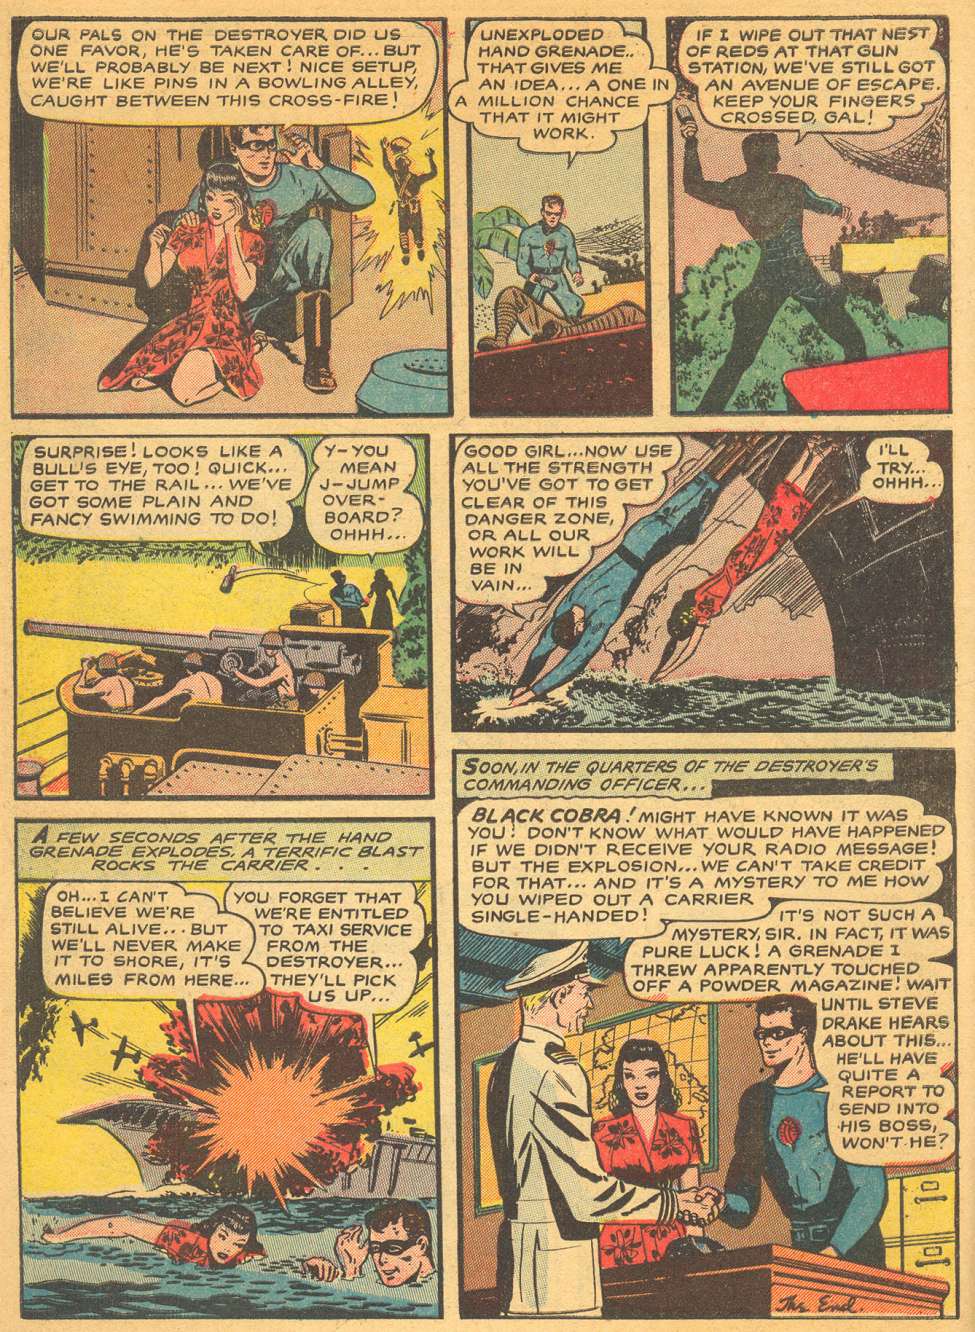 OUR PALS ON THE DESTROYER DID US
ONE FAVOR, HE'S TAKEN CARE OF... BUT
WE'LL PROBABLY BE NEXT! NICE SETUP,
WE'RE LIKE PINS IN A BOWLING ALLEY,
CAUGHT BETWEEN THIS CROSS-FIRE!
UNEXPLODED
HAND GRENADE..
THAT GIVES ME
AN IDEA... A ONE IN
A MILLION CHANCE
THAT IT MIGHT
WORK.
IF I WIPE OUT THAT NEST
OF REDS AT THAT GUN
STATION, WE'VE STILL GOT
AN AVENUE OF ESCAPE.
KEEP YOUR FINGERS
CROSSED, GAL!
SURPRISE! LOOKS LIKE A
BULL'S EYE, TOO! QUICK...
GET TO THE RAIL... WE'VE
GOT SOME PLAIN AND
FANCY SWIMMING TO DO!
Y-YOU
MEAN
J-JUMP
OVER-
BOARD?
OHHH...
GOOD GIRL...NOW USE
ALL THE STRENGTH
YOU'VE GOT TO GET
CLEAR OF THIS
DANGER ZONE,
OR ALL OUR
WORK WILL
BE IN
VAIN...
I'LL
TRY...
OHHH...
A FEW SECONDS AFTER THE HAND
GRENADE EXPLODES, A TERRIFIC BLAST
ROCKS THE CARRIER . . . .
OH... I CAN'T
BELIEVE WE'RE
STILL ALIVE... BUT
WE'LL NEVER MAKE
IT TO SHORE, IT'S
MILES FROM HERE...
YOU FORGET THAT
WE'RE ENTITLED
TO TAXI SERVICE
FROM THE
DESTROYER...
THEY'LL PICK
US UP...
SOON, IN THE QUARTERS OF THE DESTROYER'S
COMMANDING OFFICER...
BLACK COBRA! MIGHT HAVE KNOWN IT WAS
YOU! DON'T KNOW WHAT WOULD HAVE HAPPENED
IF WE DIDN'T RECEIVE YOUR RADIO MESSAGE!
BUT THE EXPLOSION... WE CAN'T TAKE CREDIT
FOR THAT... AND IT'S A MYSTERY TO ME HOW
YOU WIPED OUT A CARRIER
SINGLE-HANDED!
IT'S NOT SUCH A
MYSTERY, SIR. IN FACT, IT WAS
PURE LUCK! A GRENADE I
THREW APPARENTLY TOUCHED
OFF A POWDER MAGAZINE! WAIT
UNTIL STEVE
DRAKE HEARS
ABOUT THIS...
HE'LL HAVE
QUITE A
REPORT TO
SEND INTO
HIS BOSS,
WON'T HE?
The End.